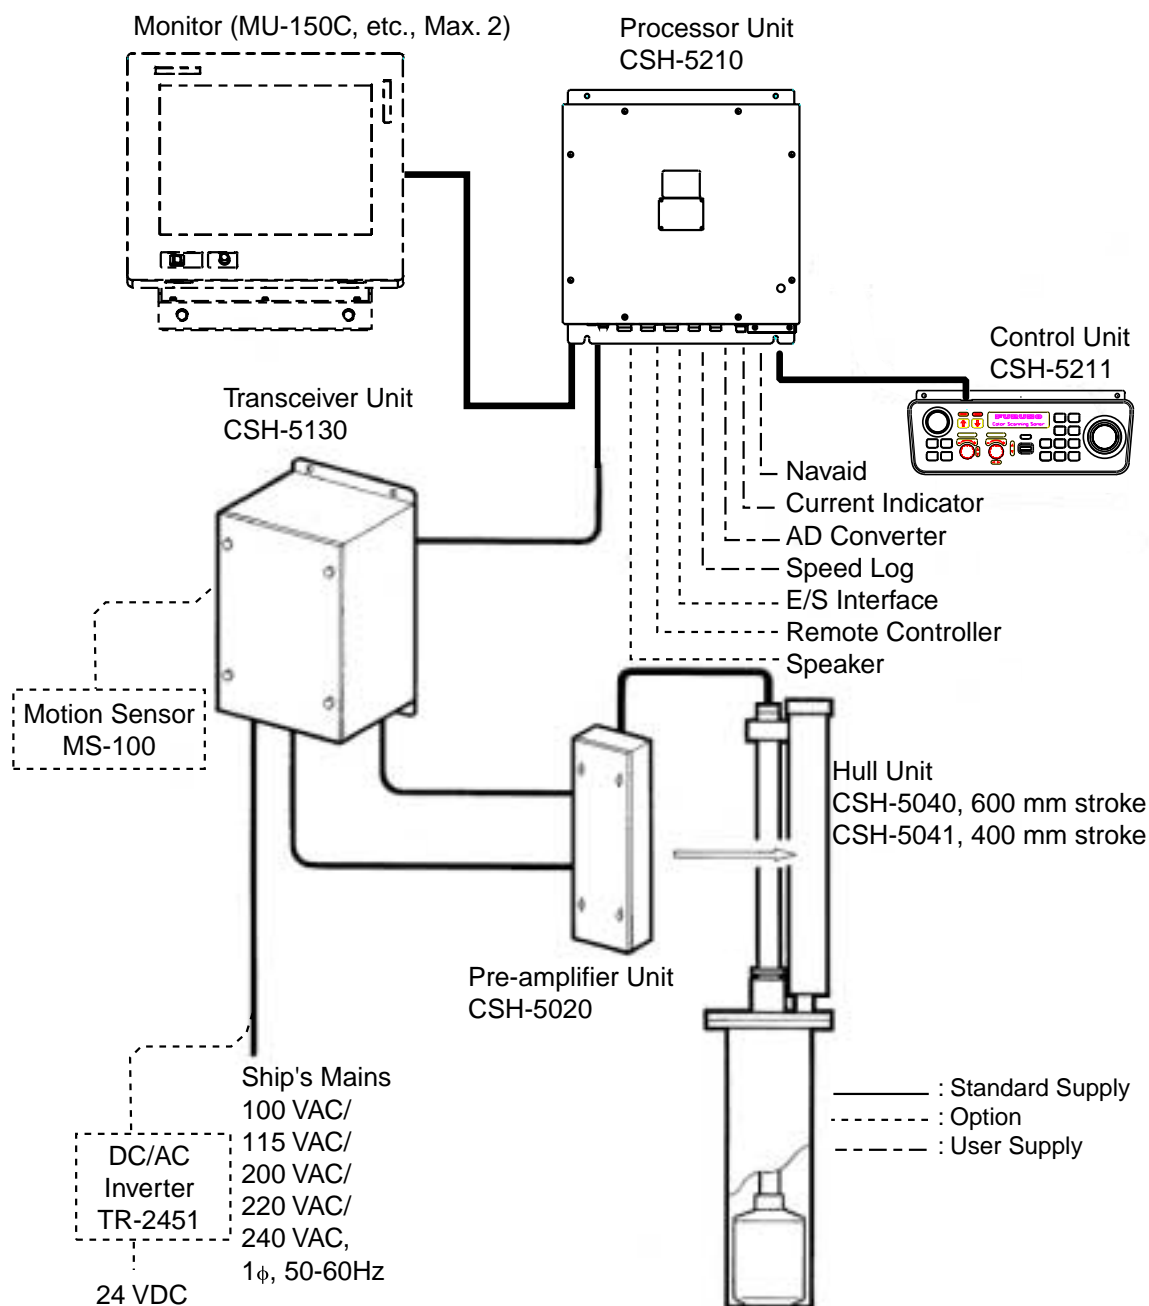 Monitor (MU-150C, etc., Max. 2)
Processor Unit
CSH-5210
Control Unit
CSH-5211
FURUNO
Color Scanning Sonar
Transceiver Unit
CSH-5130
Navaid
Current Indicator
AD Converter
Speed Log
E/S Interface
Remote Controller
Speaker
Motion Sensor
MS-100
Hull Unit
CSH-5040, 600 mm stroke
CSH-5041, 400 mm stroke
Pre-amplifier Unit
CSH-5020
Ship's Mains
100 VAC/
115 VAC/
200 VAC/
220 VAC/
240 VAC,
1ϕ, 50-60Hz
DC/AC
Inverter
TR-2451
24 VDC
: Standard Supply
: Option
: User Supply